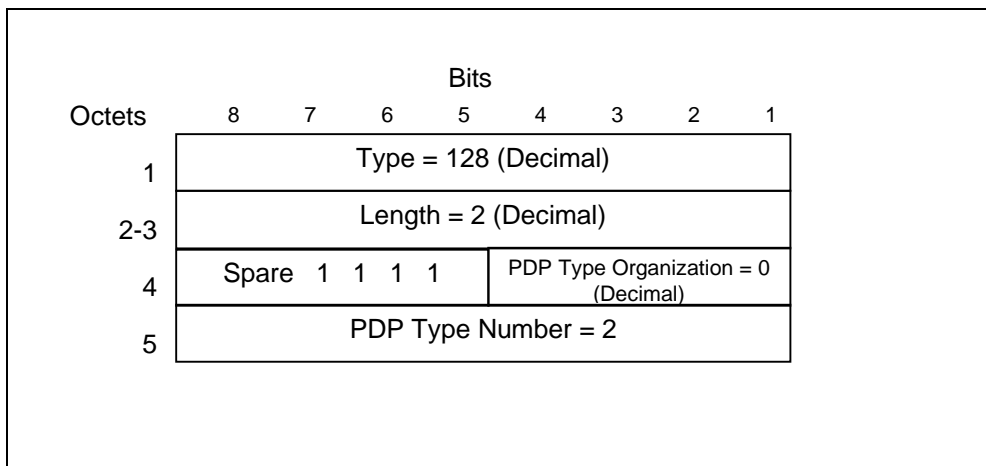 Bits
Octets 8 7 6 5 4 3 2 1
1 Type = 128 (Decimal)
2-3 Length = 2 (Decimal)
4 Spare 1 1 1 1 PDP Type Organization = 0
(Decimal)
5 PDP Type Number = 2